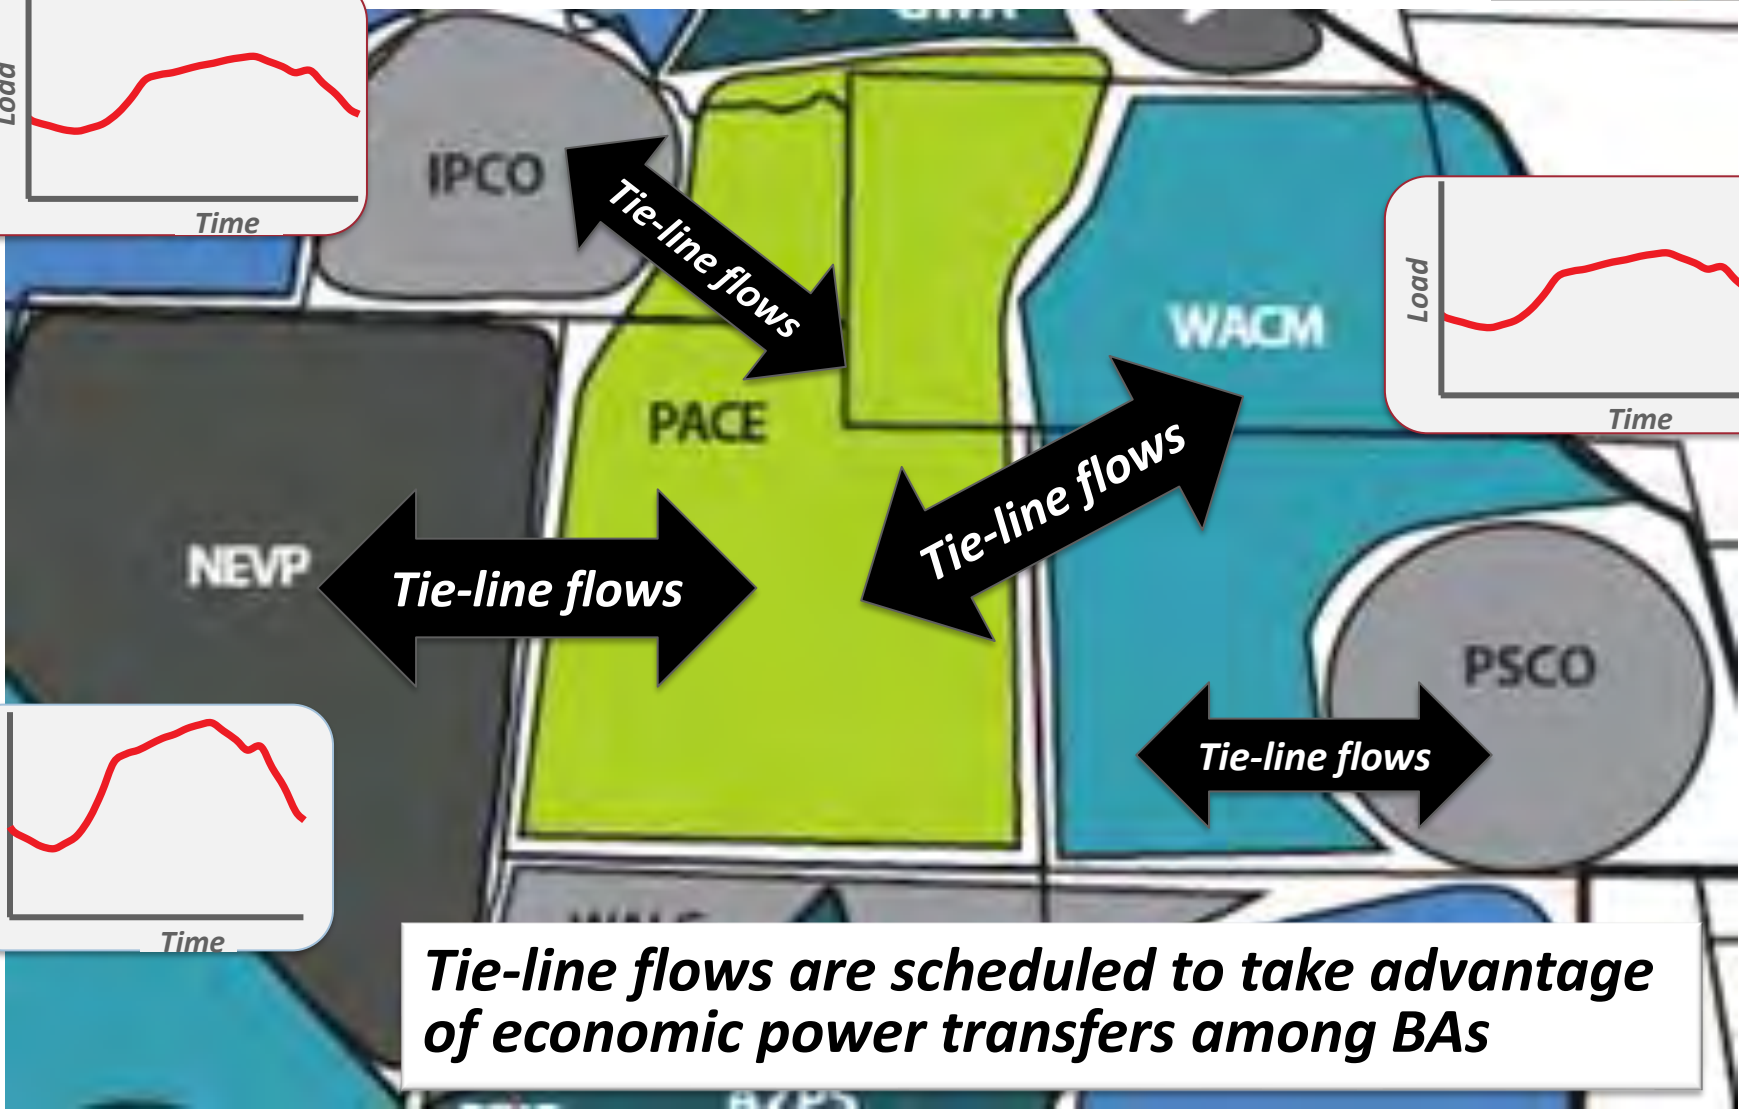 Load
Time
IPCO
Tie-line flows
WACM
Load
Time
PACE
Tie-line flows
NEVP
Tie-line flows
PSCO
Tie-line flows
Time
Tie-line flows are scheduled to take advantage
of economic power transfers among BAs